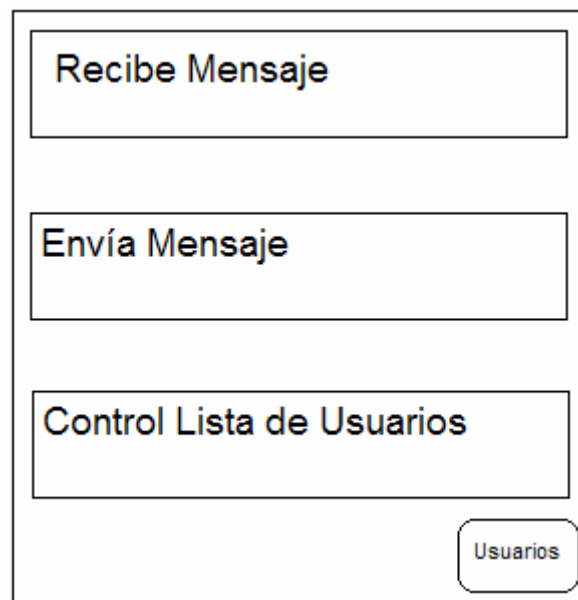 Recibe Mensaje
Envía Mensaje
Control Lista de Usuarios
Usuarios